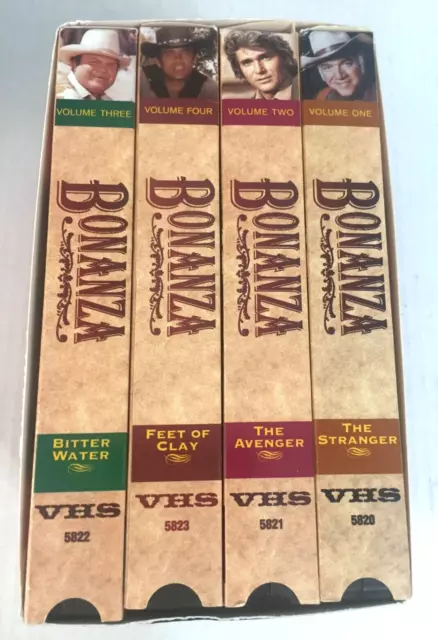 VOLUME THREE
BONANZA
BITTER
WATER
VHS
5822
VOLUME FOUR
BONANZA
FEET OF
CLAY
VHS
5823
VOLUME TWO
BONANZA
THE
AVENGER
VHS
5821
VOLUME ONE
BONANZA
THE
STRANGER
VHS
5820